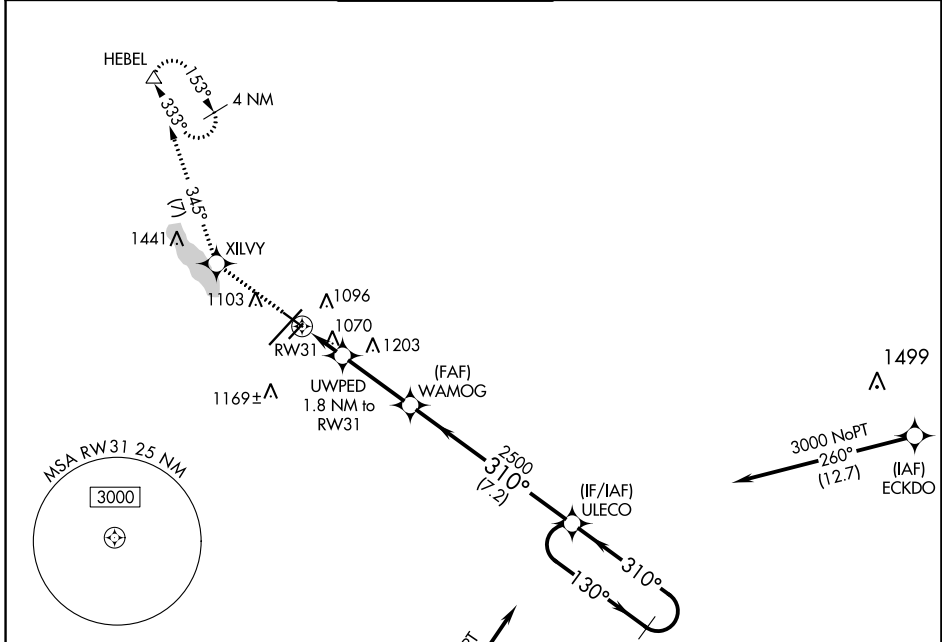 HEBEL
153°
4 NM
333°
345°
(7)
1441
XILVY
1103
1096
1070
RW31
1203
1499
UWPED
1.8 NM to
RW31
(FAF)
WAMOG
1169±
3000 NoPT
260°
(12.7)
(IAF)
ECKDO
MSA RW31 25 NM
3000
2500
310°
(7.2)
(IF/IAF)
ULECO
310°
130°